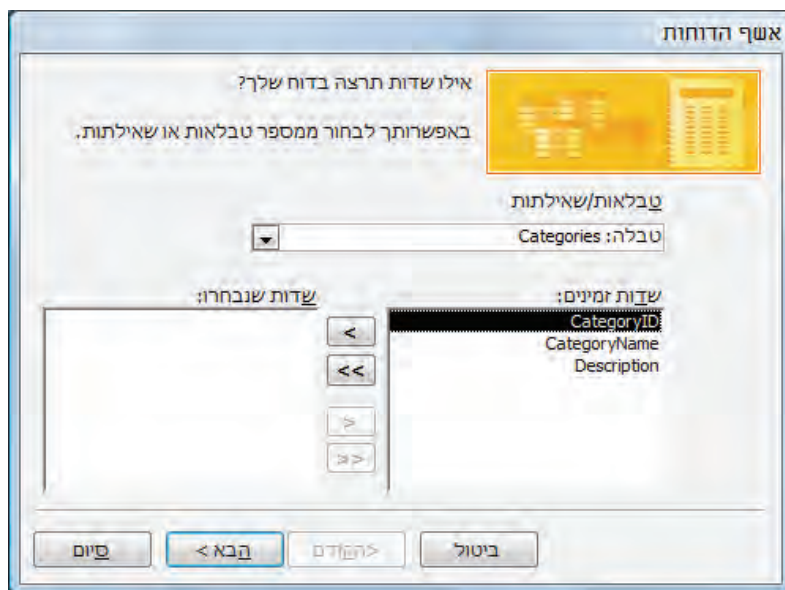 אשף הדוחות
אילו שדות תרצה בדוח שלך?
באפשרותך לבחור ממספר טבלאות או שאילתות.
טבלאות/שאילתות
טבלה: Categories
שדות זמינים:
שדות שנבחרו:
CategoryID
CategoryName
Description
<
<<
>
>>
ביטול
<הקודם
הבא >
סיום